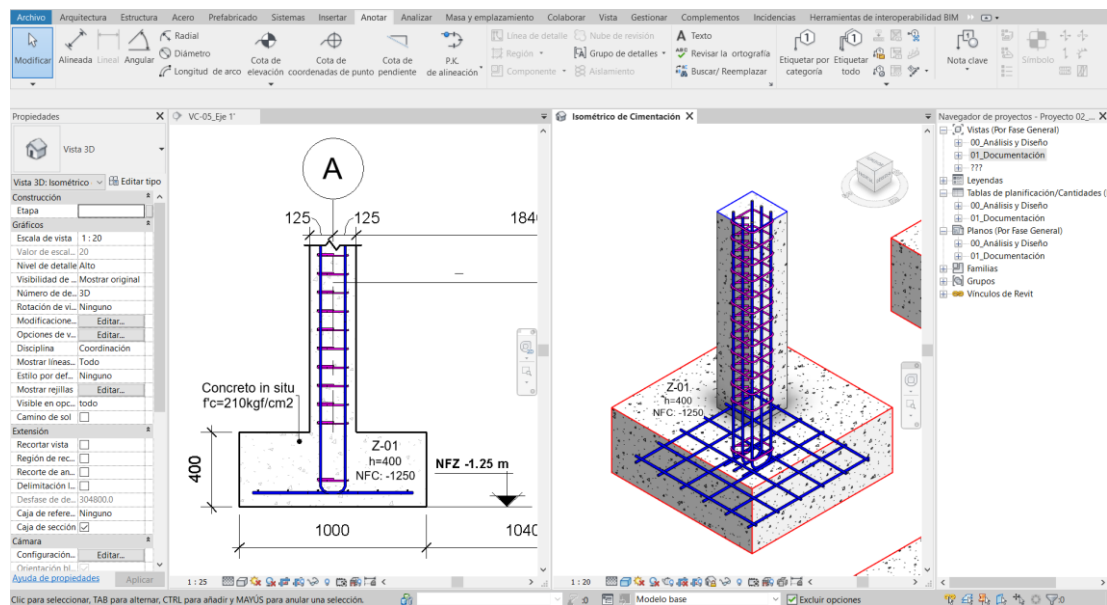 Archivo Arquitectura Estructura Acero Prefabricado Sistemas Insertar Anotar Analizar Masa y emplazamiento Colaborar Vista Gestionar Complementos Incidencias Herramientas de interoperabilidad BIM
Modificar
Alineada Lineal Angular
Radial
Diámetro
Longitud de arco
Cota de elevación
Cota de coordenadas de punto
Cota de pendiente
P.K. de alineación
Línea de detalle
Región
Componente
Nube de revisión
Grupo de detalles
Aislamiento
A Texto
Revisar la ortografía
Buscar/ Reemplazar
Etiquetar por categoría
Etiquetar todo
Nota clave
Símbolo
Propiedades X
Vista 3D
Vista 3D: Isométrico
Editar tipo
Construcción
Etapa
Gráficos
Escala de vista 1 : 20
Valor de escal... 20
Nivel de detalle Alto
Visibilidad de ... Mostrar original
Número de de... 3D
Rotación de vi... Ninguno
Modificacione... Editar...
Opciones de v... Editar...
Disciplina Coordinación
Mostrar líneas... Todo
Estilo por def... Ninguno
Mostrar rejillas Editar...
Visible en opc... todo
Camino de sol
Extensión
Recortar vista
Región de rec...
Recorte de an...
Delimitación l...
Desfase de de... 304800.0
Caja de refere... Ninguno
Caja de sección
Cámara
Configuración... Editar...
Ayuda de propiedades Aplicar
VC-05_Eje 1'
A
125 125 184
Concreto in situ
f'c=210kgf/cm2
Z-01
h=400
NFC: -1250
400
NFZ -1.25 m
1000 1040
1 : 25
Isométrico de Cimentación X
Z-01
h=400
NFC: -1250
1 : 20
Navegador de proyectos - Proyecto 02_... X
Vistas (Por Fase General)
00_Análisis y Diseño
01_Documentación
???
Leyendas
Tablas de planificación/Cantidades (
00_Análisis y Diseño
01_Documentación
Planos (Por Fase General)
00_Análisis y Diseño
01_Documentación
Familias
Grupos
Vínculos de Revit
Clic para seleccionar, TAB para alternar, CTRL para añadir y MAYÚS para anular una selección.
:0
Modelo base
Excluir opciones
:0